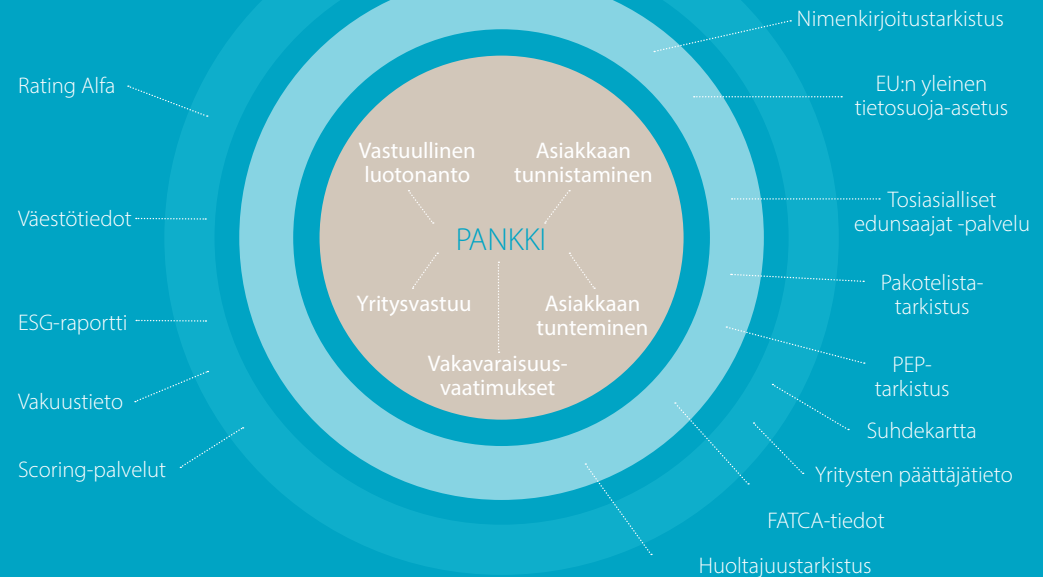 Nimenkirjoitustarkistus
Rating Alfa
EU:n yleinen
tietosuoja-asetus
Vastuullinen
luotonanto
Asiakkaan
tunnistaminen
Väestötiedot
Tosiasialliset
edunsaajat -palvelu
PANKKI
Pakotelista-
tarkistus
Yritysvastuu
Asiakkaan
tunteminen
ESG-raportti
Vakavaraisuus-
vaatimukset
PEP-
tarkistus
Vakuustieto
Suhdekartta
Scoring-palvelut
Yritysten päättäjätieto
FATCA-tiedot
Huoltajuustarkistus